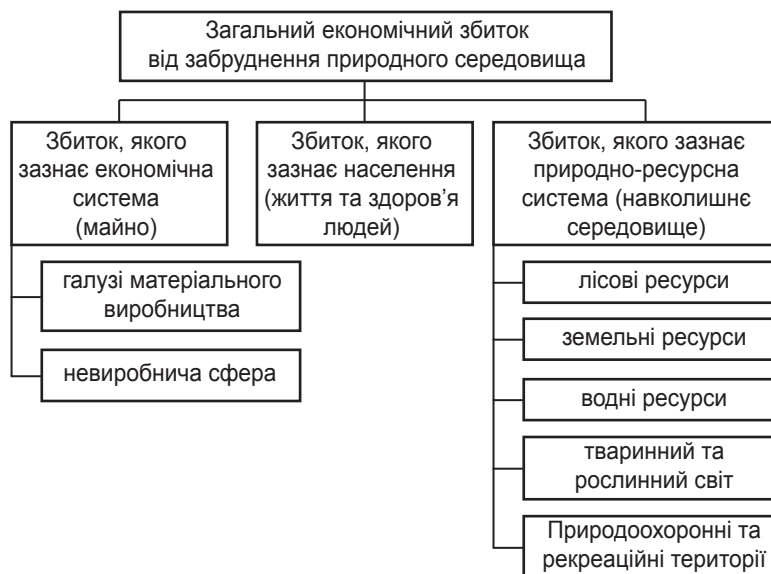 Загальний економічний збиток
від забруднення природного середовища
Збиток, якого
зазнає економічна
система
(майно)
Збиток, якого
зазнає населення
(життя та здоров’я
людей)
Збиток, якого зазнає
природно-ресурсна
система (навколишнє
середовище)
галузі матеріального
виробництва
невиробнича сфера
лісові ресурси
земельні ресурси
водні ресурси
тваринний та
рослинний світ
Природоохоронні та
рекреаційні території